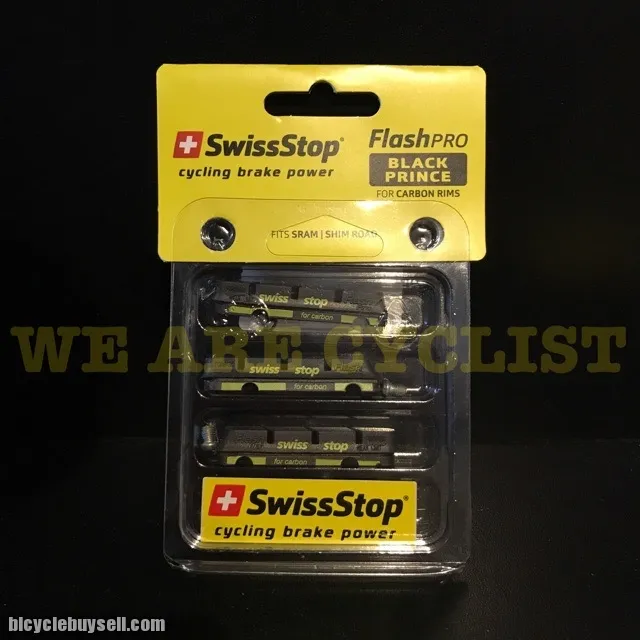 SwissStop®
cycling brake power
FlashPRO
BLACK
PRINCE
FOR CARBON RIMS
FITS SRAM | SHIM ROAD
swiss stop
for carbon
WE ARE CYCLIST
swiss stop
for carbon
swiss stop
for carbon
SwissStop®
cycling brake power
bicyclebuysell.com